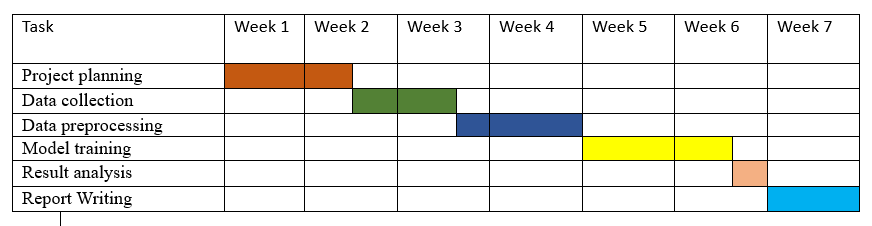 Task Week 1 Week 2 Week 3 Week 4 Week 5 Week 6 Week 7
Project planning
Data collection
Data preprocessing
Model training
Result analysis
Report Writing